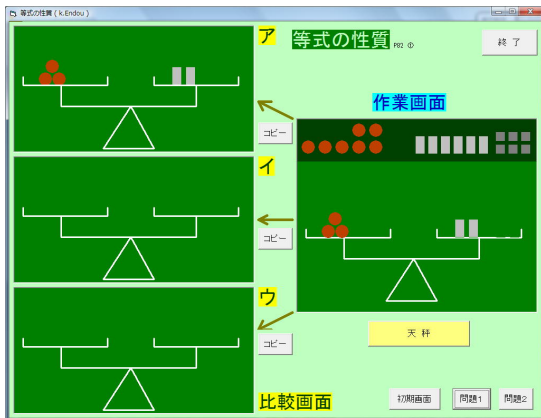 等式の性質 ( k.Endou )
ア
等式の性質 P82 ①
終 了
作業画面
コピー
イ
コピー
ウ
コピー
天 秤
比較画面
初期画面
問題1
問題2